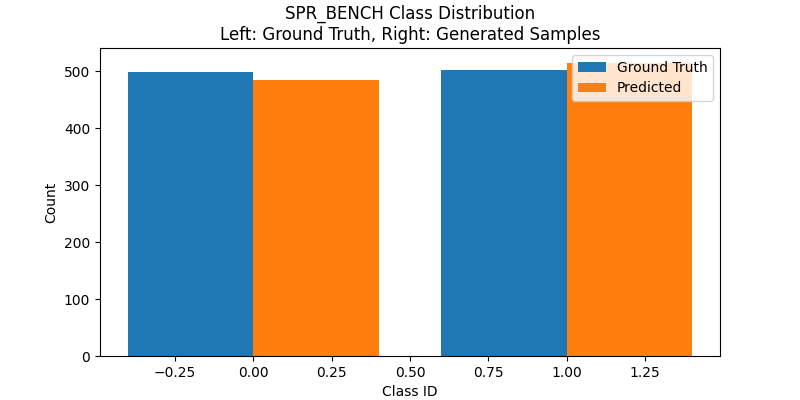 SPR_BENCH Class Distribution
Left: Ground Truth, Right: Generated Samples
Ground Truth
Predicted
500
400
300
200
100
0
Count
−0.25 0.00 0.25 0.50 0.75 1.00 1.25
Class ID